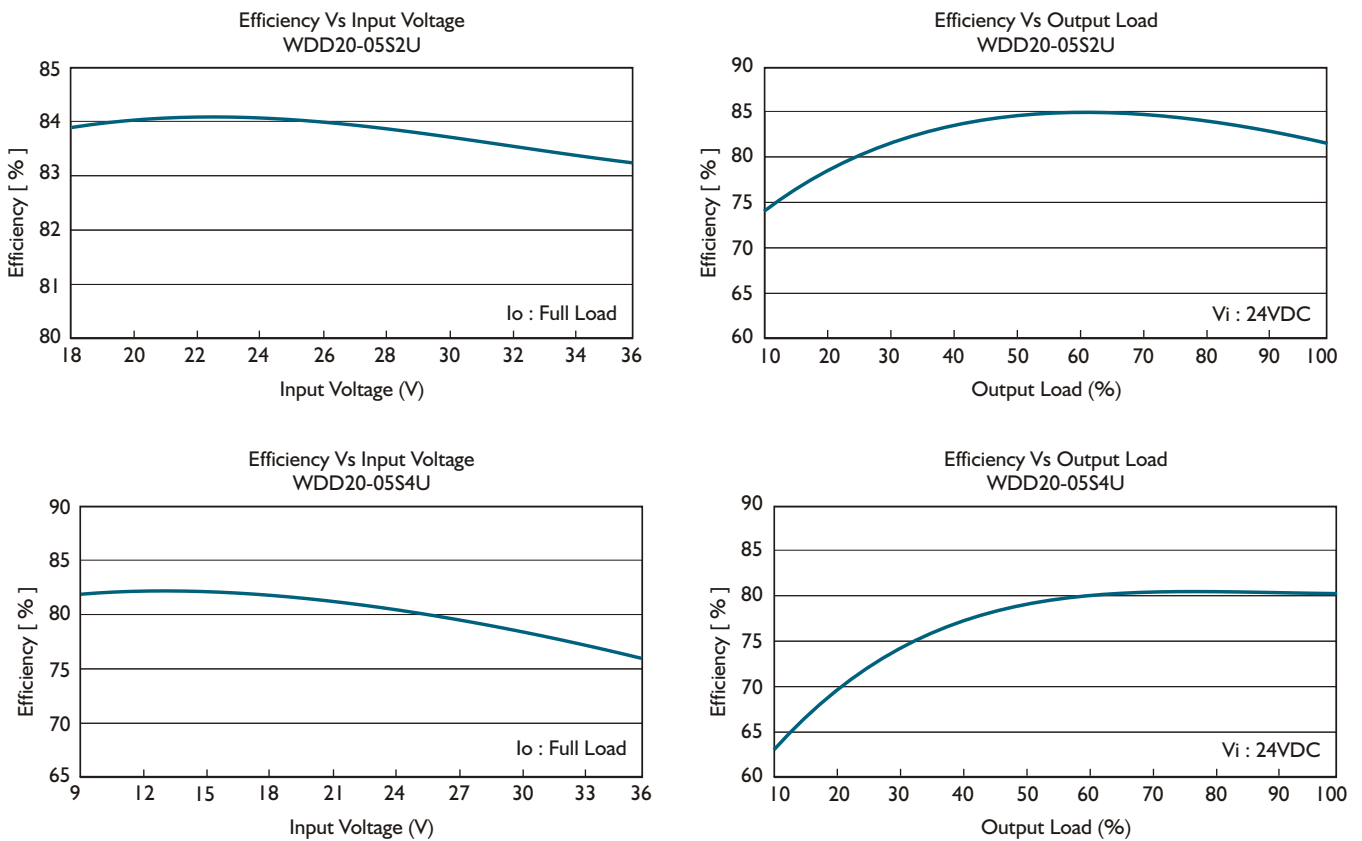 Efficiency Vs Input Voltage
WDD20-05S2U
85
84
83
82
81
80
Efficiency [ % ]
Io : Full Load
18 20 22 24 26 28 30 32 34 36
Input Voltage (V)
Efficiency Vs Output Load
WDD20-05S2U
90
85
80
75
70
65
60
Efficiency [ % ]
Vi : 24VDC
10 20 30 40 50 60 70 80 90 100
Output Load (%)
Efficiency Vs Input Voltage
WDD20-05S4U
90
85
80
75
70
65
Efficiency [ % ]
Io : Full Load
9 12 15 18 21 24 27 30 33 36
Input Voltage (V)
Efficiency Vs Output Load
WDD20-05S4U
90
85
80
75
70
65
60
Efficiency [ % ]
Vi : 24VDC
10 20 30 40 50 60 70 80 90 100
Output Load (%)